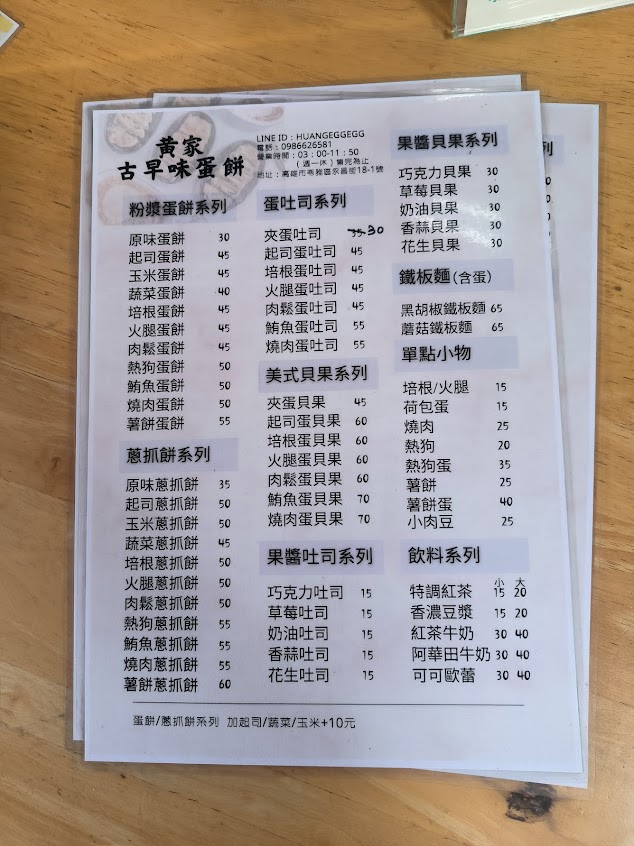 黃家
古早味蛋餅
LINE ID：HUANGEGGEGG
電話：0986626581
營業時間：03：00-11：50
（週一休）售完為止
地址：高雄市苓雅區永昌街18-1號
粉漿蛋餅系列
原味蛋餅 30
起司蛋餅 45
玉米蛋餅 45
蔬菜蛋餅 40
培根蛋餅 45
火腿蛋餅 45
肉鬆蛋餅 45
熱狗蛋餅 50
鮪魚蛋餅 50
燒肉蛋餅 50
薯餅蛋餅 55
蔥抓餅系列
原味蔥抓餅 35
起司蔥抓餅 50
玉米蔥抓餅 50
蔬菜蔥抓餅 45
培根蔥抓餅 50
火腿蔥抓餅 50
肉鬆蔥抓餅 50
熱狗蔥抓餅 55
鮪魚蔥抓餅 55
燒肉蔥抓餅 55
薯餅蔥抓餅 60
蛋吐司系列
夾蛋吐司 35 30
起司蛋吐司 45
培根蛋吐司 45
火腿蛋吐司 45
肉鬆蛋吐司 45
鮪魚蛋吐司 55
燒肉蛋吐司 55
美式貝果系列
夾蛋貝果 45
起司蛋貝果 60
培根蛋貝果 60
火腿蛋貝果 60
肉鬆蛋貝果 60
鮪魚蛋貝果 70
燒肉蛋貝果 70
果醬吐司系列
巧克力吐司 15
草莓吐司 15
奶油吐司 15
香蒜吐司 15
花生吐司 15
果醬貝果系列
巧克力貝果 30
草莓貝果 30
奶油貝果 30
香蒜貝果 30
花生貝果 30
鐵板麵(含蛋)
黑胡椒鐵板麵 65
蘑菇鐵板麵 65
單點小物
培根/火腿 15
荷包蛋 15
燒肉 25
熱狗 20
熱狗蛋 35
薯餅 25
薯餅蛋 40
小肉豆 25
飲料系列
小 大
特調紅茶 15 20
香濃豆漿 15 20
紅茶牛奶 30 40
阿華田牛奶 30 40
可可歐蕾 30 40
蛋餅/蔥抓餅系列 加起司/蔬菜/玉米+10元
列